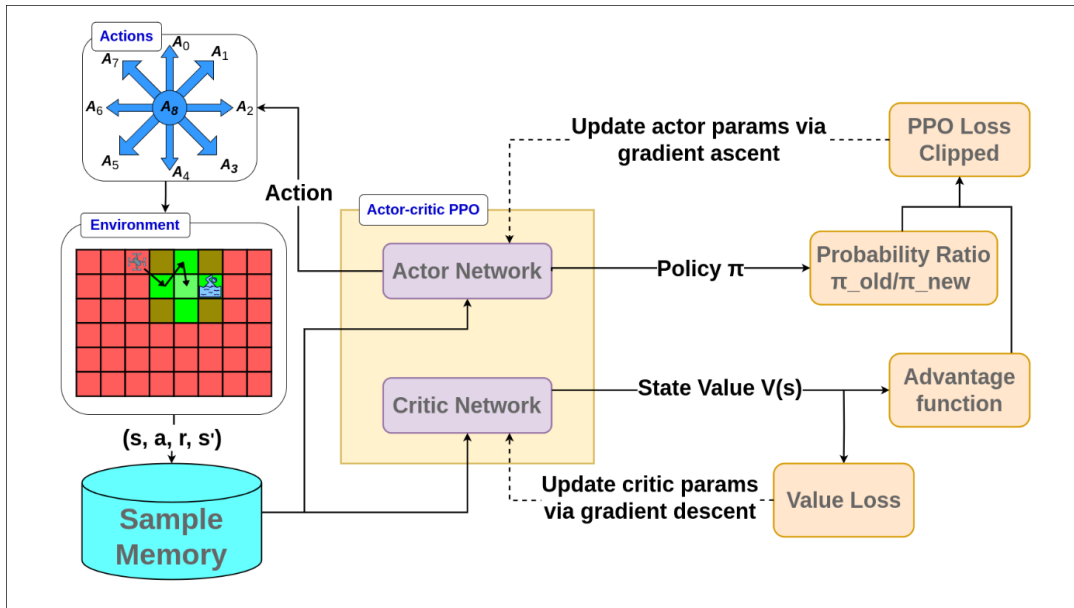 Actions
A0
A1
A2
A3
A4
A5
A6
A7
A8
Environment
(s, a, r, s')
Sample
Memory
Action
Actor-critic PPO
Actor Network
Critic Network
Update actor params via
gradient ascent
Policy π
State Value V(s)
Update critic params
via gradient descent
PPO Loss
Clipped
Probability Ratio
π_old/π_new
Advantage
function
Value Loss